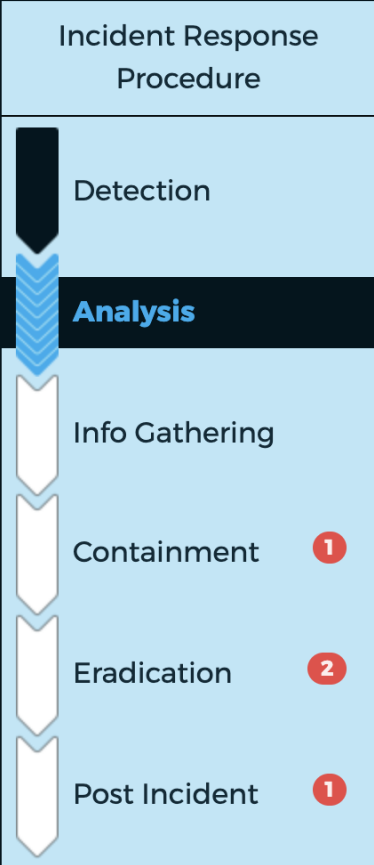 Incident Response
Procedure
Detection
Analysis
Info Gathering
Containment 1
Eradication 2
Post Incident 1